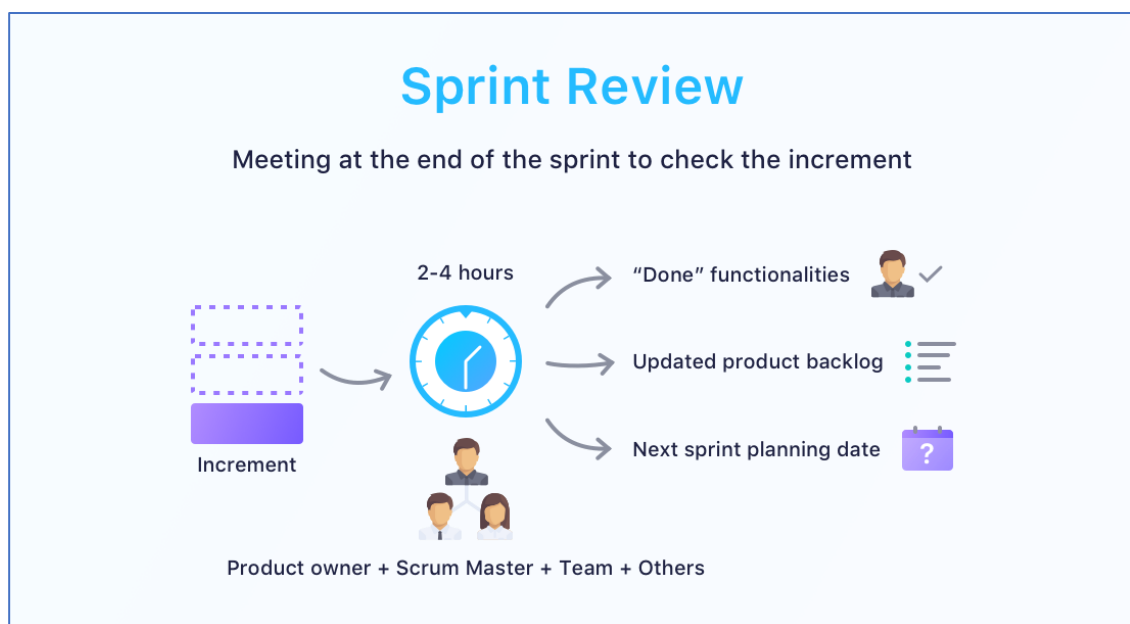 Sprint Review
Meeting at the end of the sprint to check the increment
2-4 hours
“Done” functionalities
Updated product backlog
Next sprint planning date
?
Increment
Product owner + Scrum Master + Team + Others